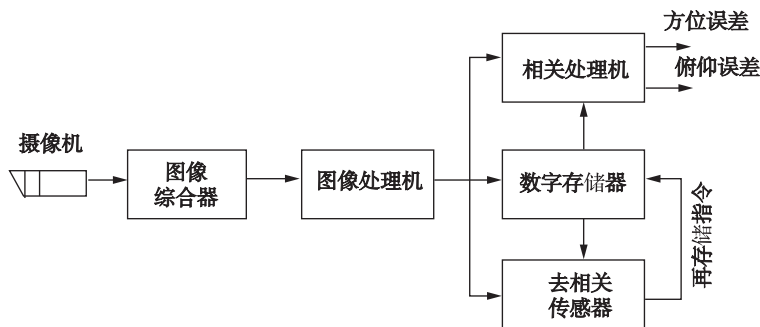 方位误差
相关处理机
俯仰误差
摄像机
图像
综合器
图像处理机
数字存储器
再存储指令
去相关
传感器